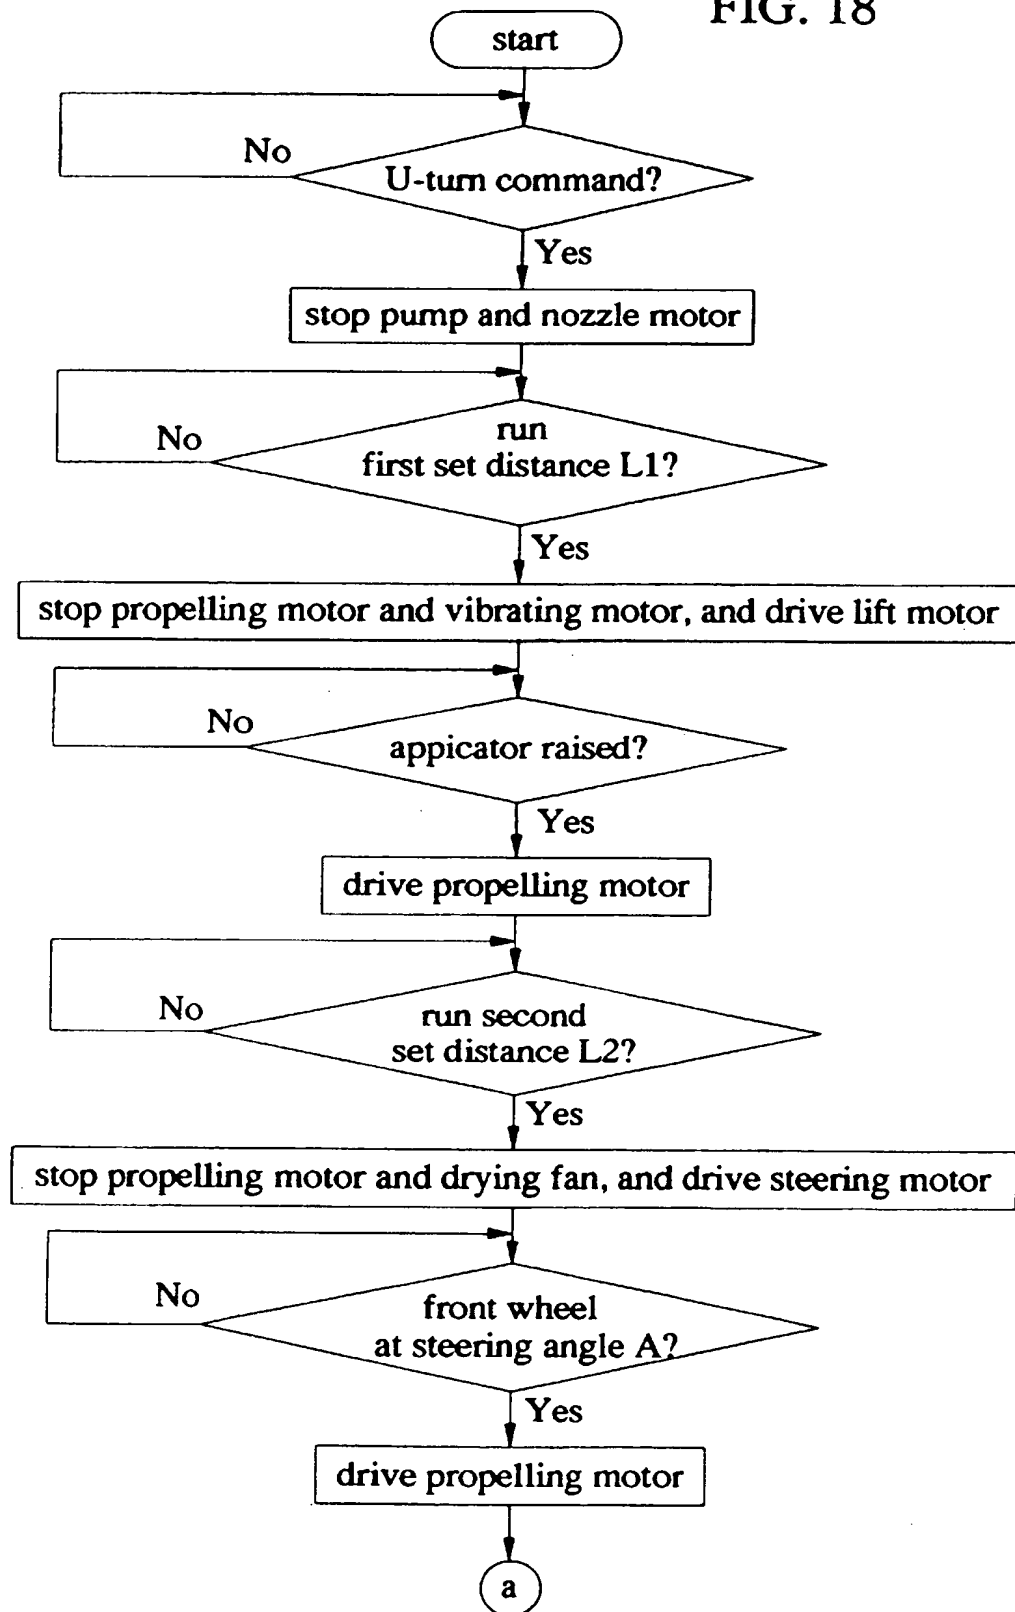 FIG. 18
start
No
U-turn command?
Yes
stop pump and nozzle motor
No
run
first set distance L1?
Yes
stop propelling motor and vibrating motor, and drive lift motor
No
appicator raised?
Yes
drive propelling motor
No
run second
set distance L2?
Yes
stop propelling motor and drying fan, and drive steering motor
No
front wheel
at steering angle A?
Yes
drive propelling motor
a